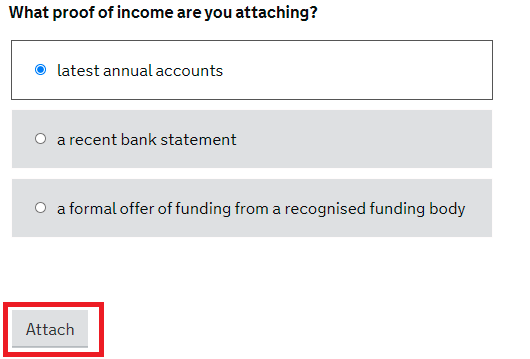 What proof of income are you attaching?
latest annual accounts
a recent bank statement
a formal offer of funding from a recognised funding body
Attach